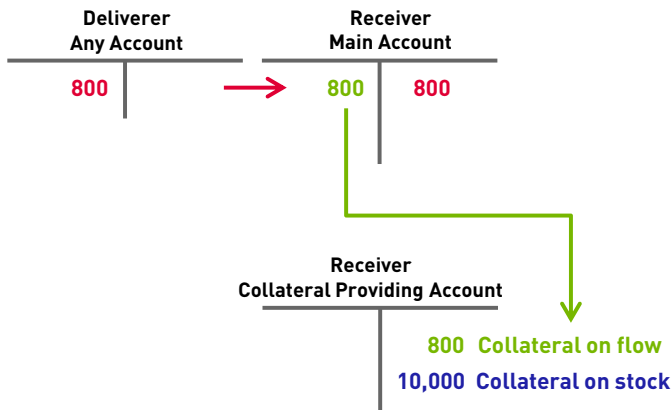 Deliverer
Any Account
Receiver
Main Account
800
800
800
Receiver
Collateral Providing Account
800 Collateral on flow
10,000 Collateral on stock